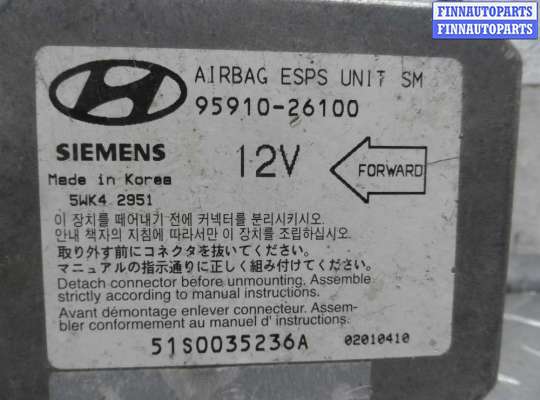 FINNAUTOPARTS
FINNAUTOPARTS
AIRBAG ESPS UNIT SM
95910-26100
SIEMENS
12V
FORWARD
Made in Korea
5WK4 2951
이 장치를 떼어내기 전에 커넥터를 분리시키시오.
안내 책자의 지침에 따라서만 이 장치를 조립하십시오.
取り外す前にコネクタを抜いてください。
マニュアルの指示通りに正しく組み付けてください。
Detach connector before unmounting. Assemble
strictly according to manual instructions.
Avant démontage enlever connecteur. Assem-
bler conformement au manuel d' instructions.
51S0035236A
02010410
FINNAUTOPARTS
FINNAUTOPARTS